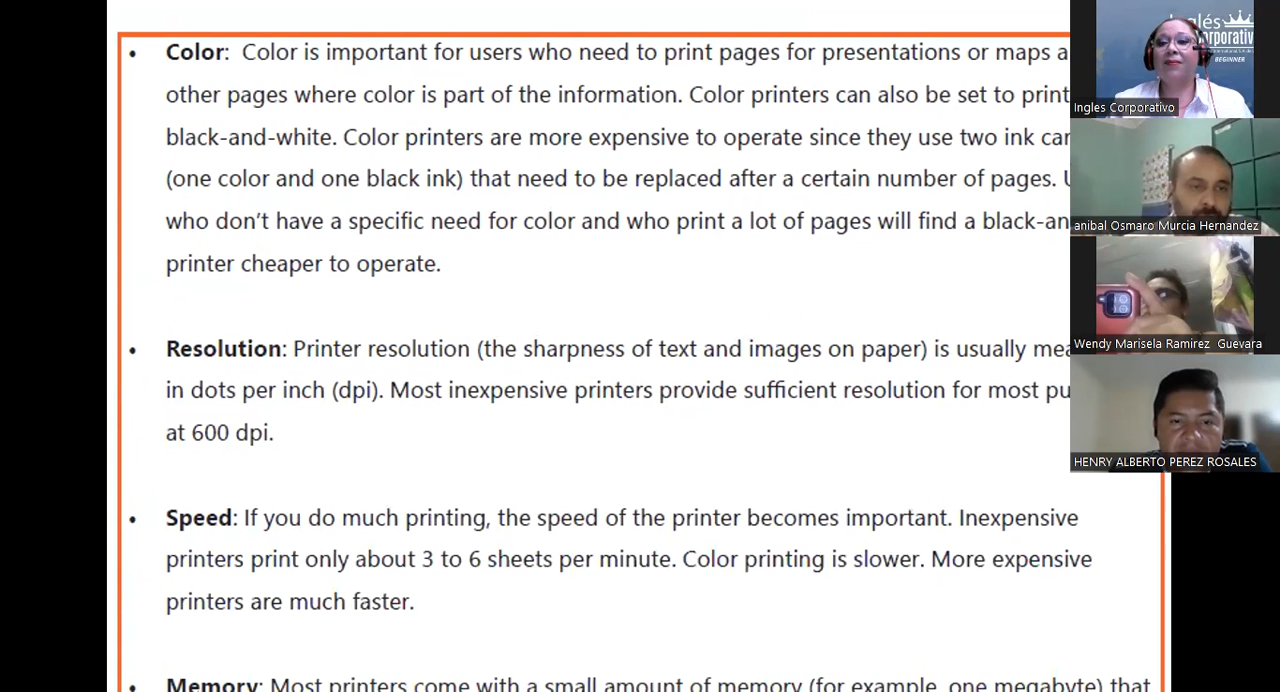 • Color: Color is important for users who need to print pages for presentations or maps a
other pages where color is part of the information. Color printers can also be set to print
black-and-white. Color printers are more expensive to operate since they use two ink car
(one color and one black ink) that need to be replaced after a certain number of pages. U
who don’t have a specific need for color and who print a lot of pages will find a black-an
printer cheaper to operate.
• Resolution: Printer resolution (the sharpness of text and images on paper) is usually mea
in dots per inch (dpi). Most inexpensive printers provide sufficient resolution for most pu
at 600 dpi.
• Speed: If you do much printing, the speed of the printer becomes important. Inexpensive
printers print only about 3 to 6 sheets per minute. Color printing is slower. More expensive
printers are much faster.
• Memory: Most printers come with a small amount of memory (for example, one megabyte) that
BEGINNER
Ingles Corporativo
anibal Osmaro Murcia Hernandez
Wendy Marisela Ramirez Guevara
HENRY ALBERTO PEREZ ROSALES